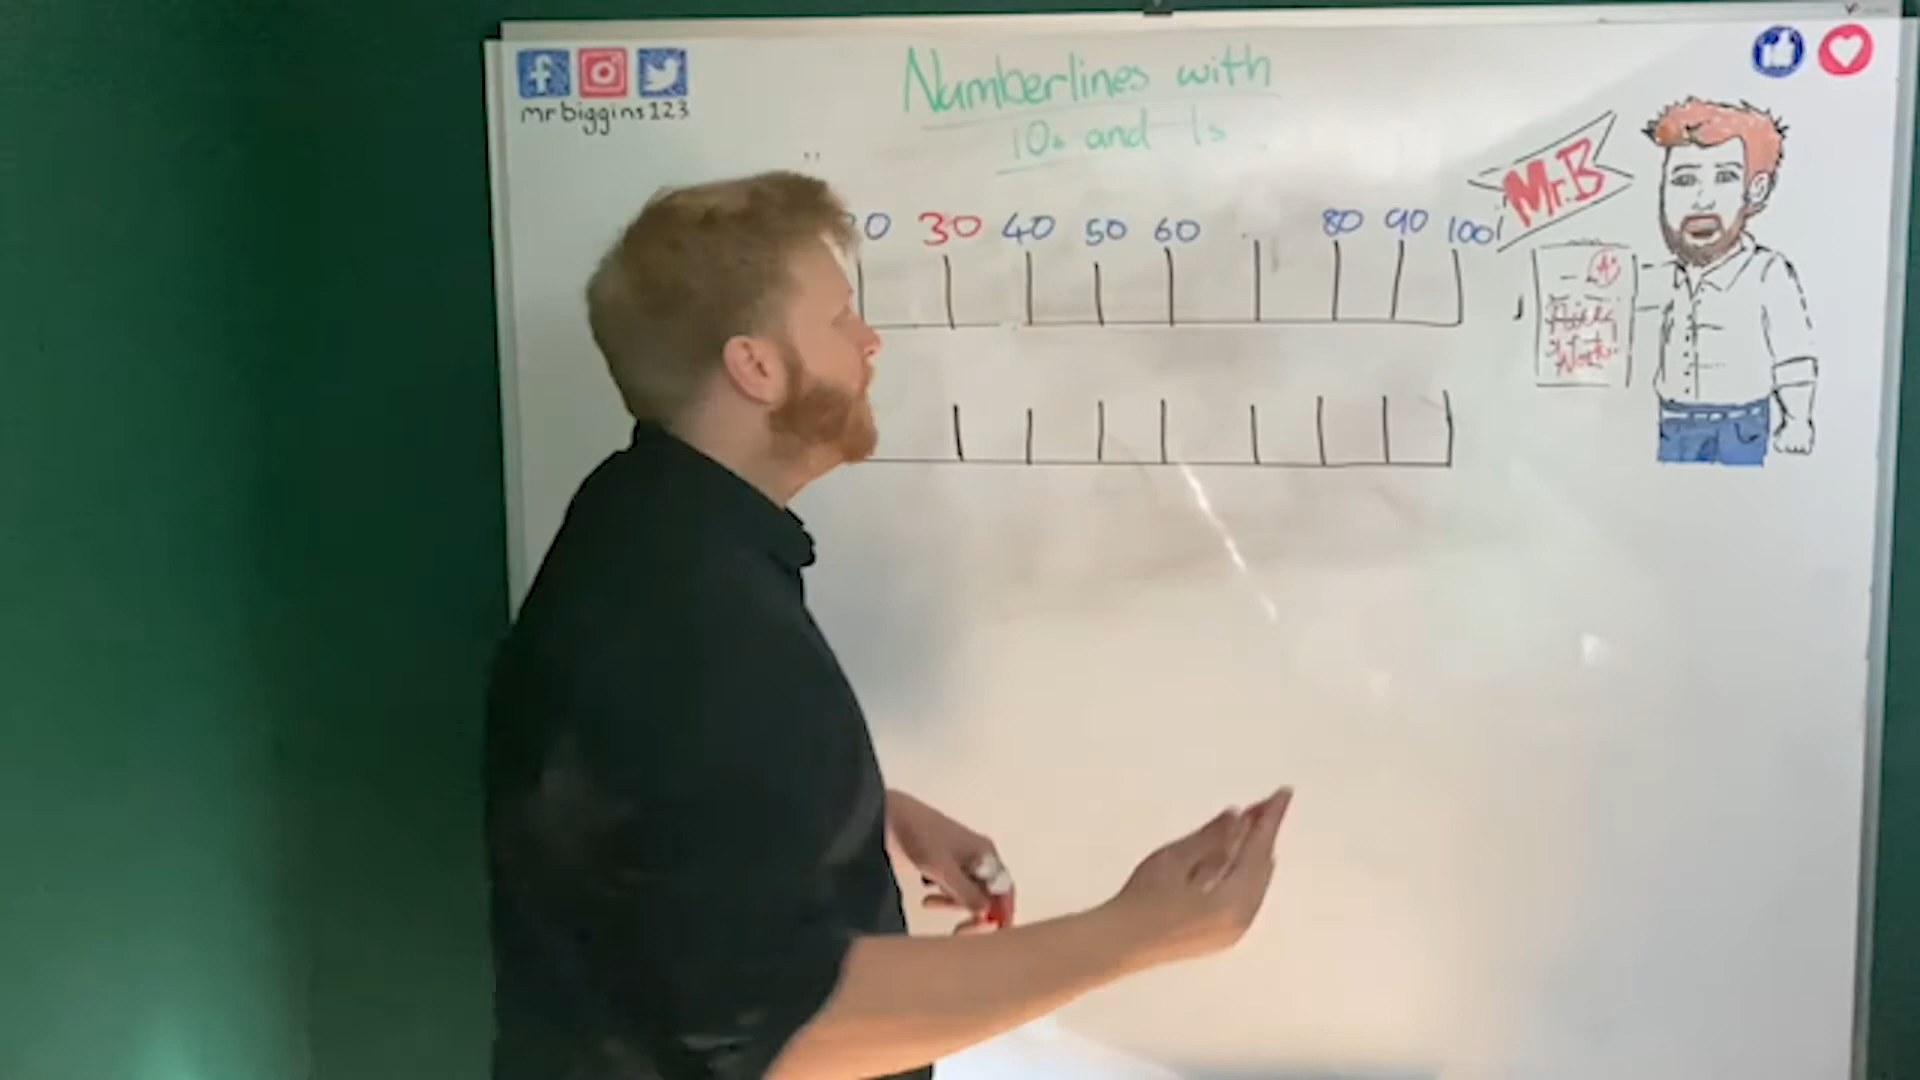 mrbiggins123
Numberlines with
10s and 1s
30 40 50 60 80 90 100
Mr.B
A+